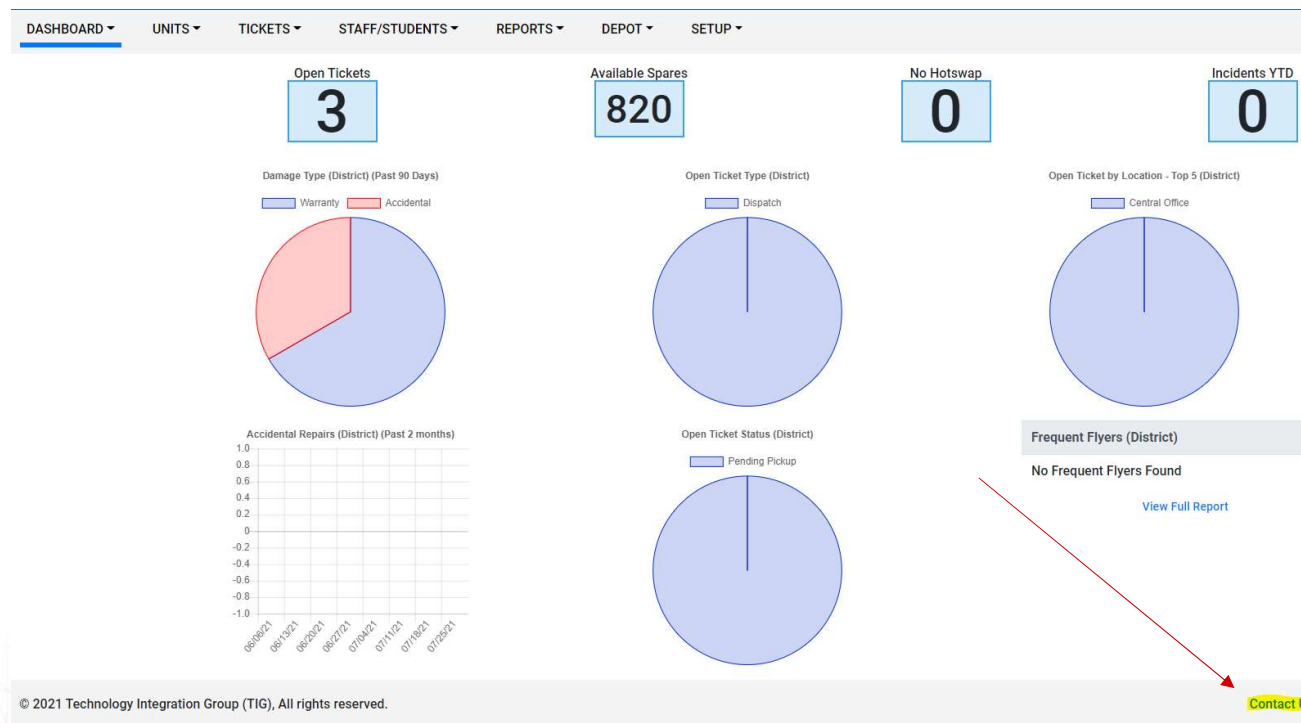 DASHBOARD UNITS TICKETS STAFF/STUDENTS REPORTS DEPOT SETUP
Open Tickets Available Spares No Hotswap Incidents YTD
3 820 0 0
Damage Type (District) (Past 90 Days) Open Ticket Type (District) Open Ticket by Location - Top 5 (District)
Warranty Accidental Dispatch Central Office
Accidental Repairs (District) (Past 2 months) Open Ticket Status (District) Frequent Flyers (District)
Pending Pickup
No Frequent Flyers Found
View Full Report
1.0
0.8
0.6
0.4
0.2
0
-0.2
-0.4
-0.6
-0.8
-1.0
06/06/21 06/13/21 06/20/21 06/27/21 07/04/21 07/11/21 07/18/21 07/25/21
© 2021 Technology Integration Group (TIG), All rights reserved. Contact U